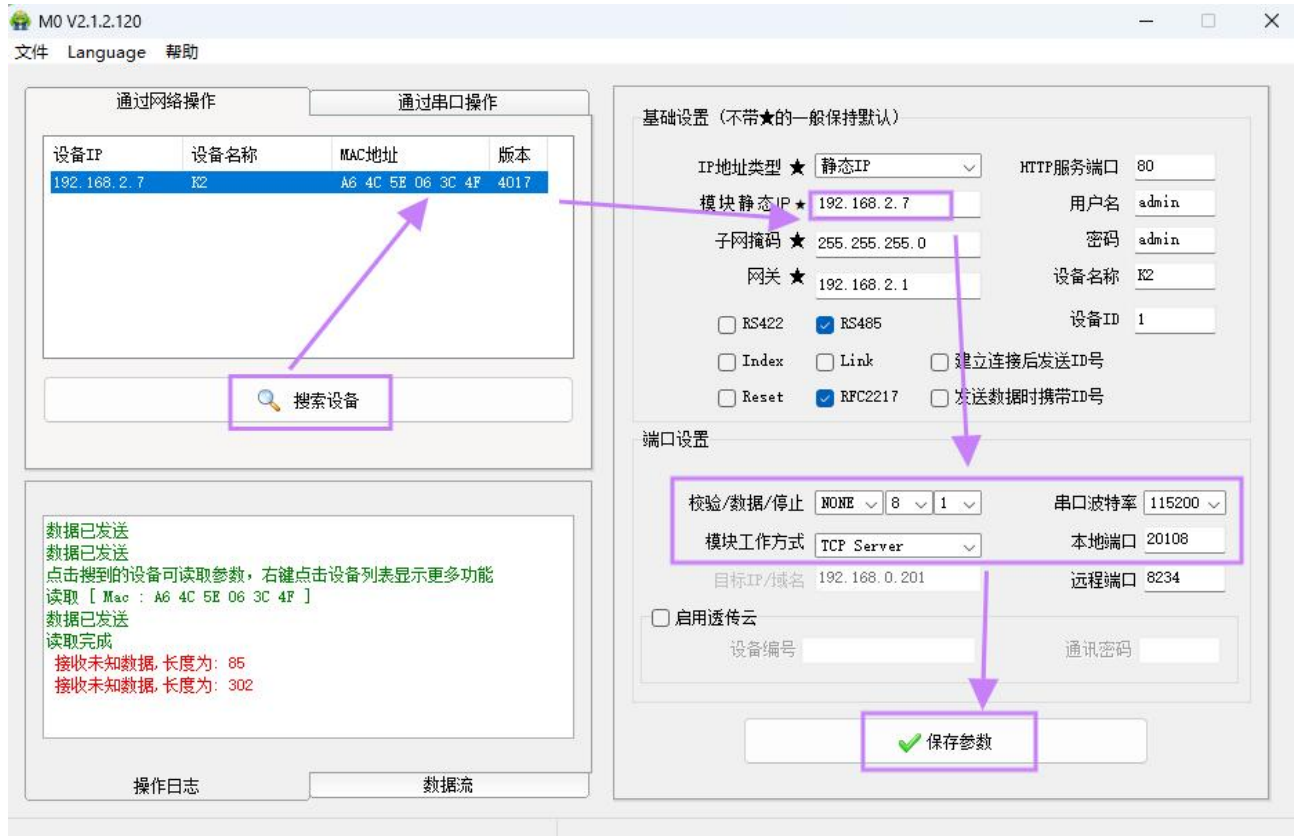 M0 V2.1.2.120
文件 Language 帮助
通过网络操作 通过串口操作
设备IP 设备名称 MAC地址 版本
192.168.2.7 K2 A6 4C 5E 06 3C 4F 4017
搜索设备
数据已发送
数据已发送
点击搜到的设备可读取参数，右键点击设备列表显示更多功能
读取 [ Mac : A6 4C 5E 06 3C 4F ]
数据已发送
读取完成
接收未知数据,长度为: 85
接收未知数据,长度为: 302
操作日志 数据流
基础设置（不带★的一般保持默认）
IP地址类型 ★ 静态IP HTTP服务端口 80
模块静态IP★ 192.168.2.7 用户名 admin
子网掩码 ★ 255.255.255.0 密码 admin
网关 ★ 192.168.2.1 设备名称 K2
RS422 RS485 设备ID 1
Index Link 建立连接后发送ID号
Reset RFC2217 发送数据时携带ID号
端口设置
校验/数据/停止 NONE 8 1 串口波特率 115200
模块工作方式 TCP Server 本地端口 20108
目标IP/域名 192.168.0.201 远程端口 8234
启用透传云
设备编号 通讯密码
保存参数